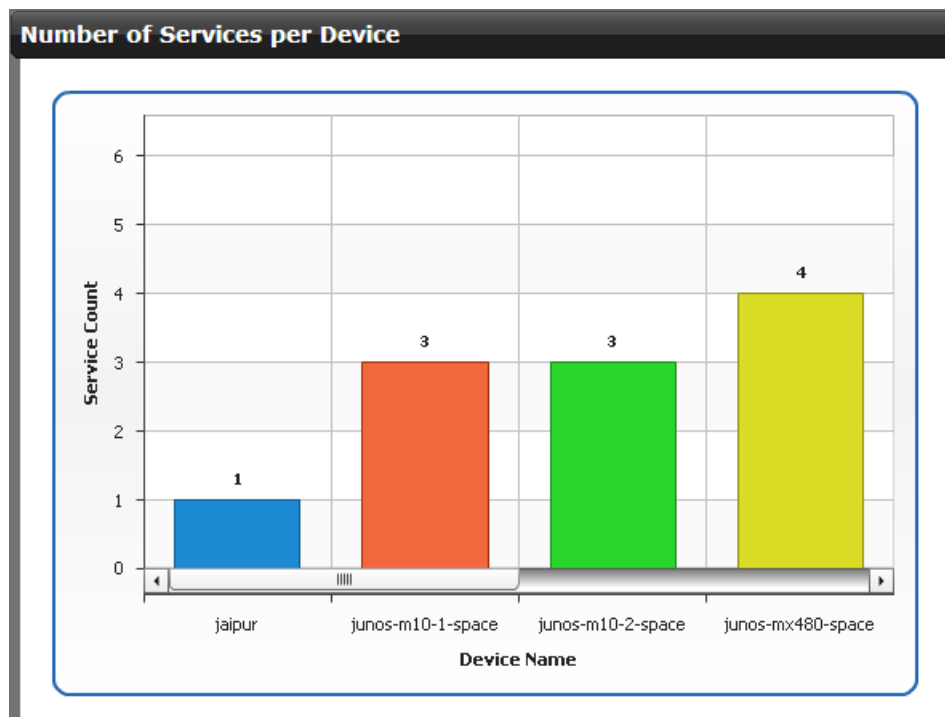 Number of Services per Device
6
5
4
3
2
1
0
Service Count
1
3
3
4
jaipur
junos-m10-1-space
junos-m10-2-space
junos-mx480-space
Device Name